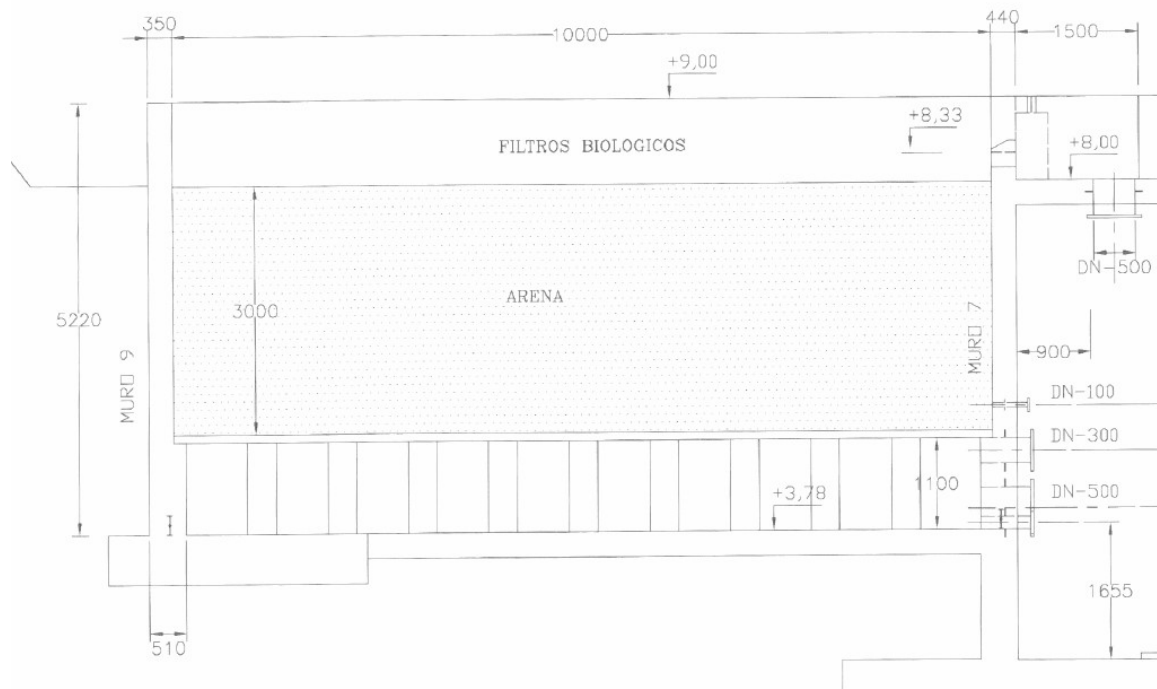 350
10000
440
1500
+9,00
+8,33
FILTROS BIOLOGICOS
+8,00
DN-500
ARENA
3000
5220
MURO 9
MURO 7
900
DN-100
DN-300
1100
DN-500
+3,78
1655
510